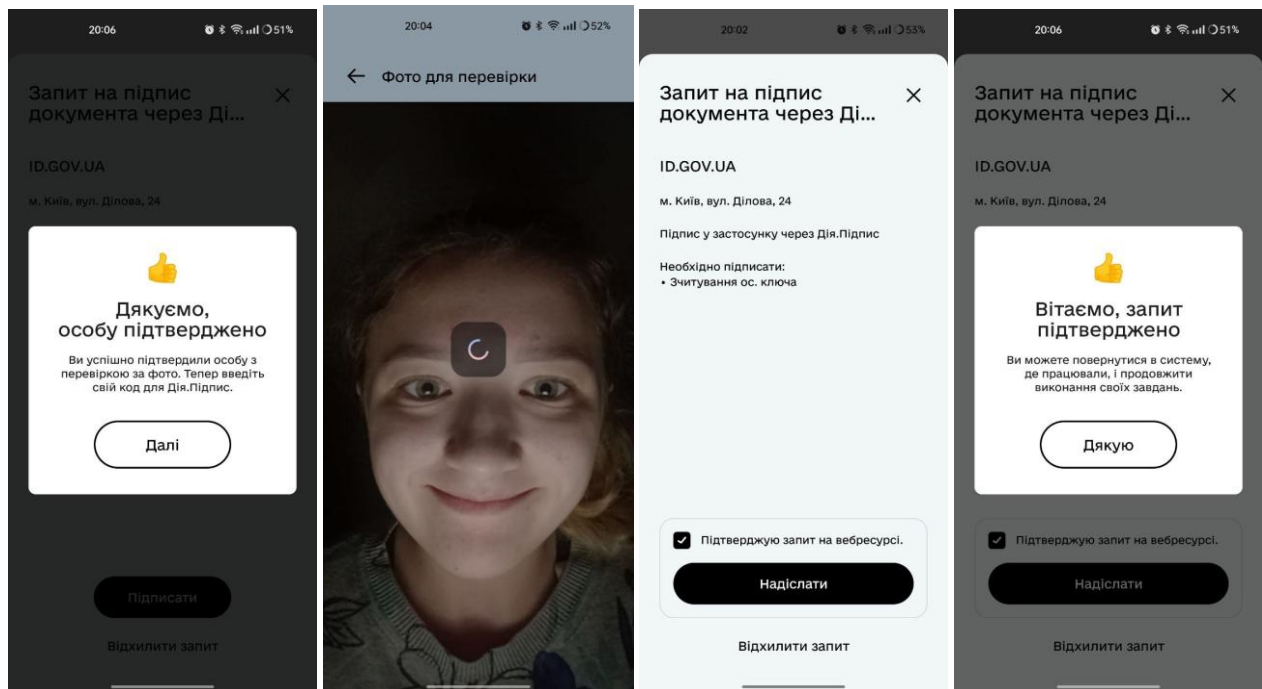 20:06
51%
Запит на підпис
документа через Ді...
ID.GOV.UA
м. Київ, вул. Ділова, 24
Дякуємо,
особу підтверджено
Ви успішно підтвердили особу з
перевіркою за фото. Тепер введіть
свій код для Дія.Підпис.
Далі
Підписати
Відхилити запит
20:04
52%
Фото для перевірки
20:02
53%
Запит на підпис
документа через Ді...
ID.GOV.UA
м. Київ, вул. Ділова, 24
Підпис у застосунку через Дія.Підпис
Необхідно підписати:
• Зчитування ос. ключа
Підтверджую запит на вебресурсі.
Надіслати
Відхилити запит
20:06
51%
Запит на підпис
документа через Ді...
ID.GOV.UA
м. Київ, вул. Ділова, 24
Вітаємо, запит
підтверджено
Ви можете повернутися в систему,
де працювали, і продовжити
виконання своїх завдань.
Дякую
Підтверджую запит на вебресурсі.
Надіслати
Відхилити запит